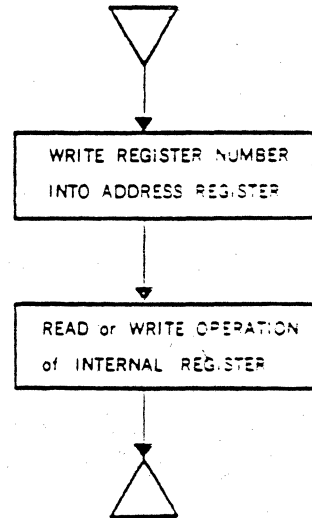 WRITE REGISTER NUMBER
INTO ADDRESS REGISTER
READ or WRITE OPERATION
of INTERNAL REGISTER